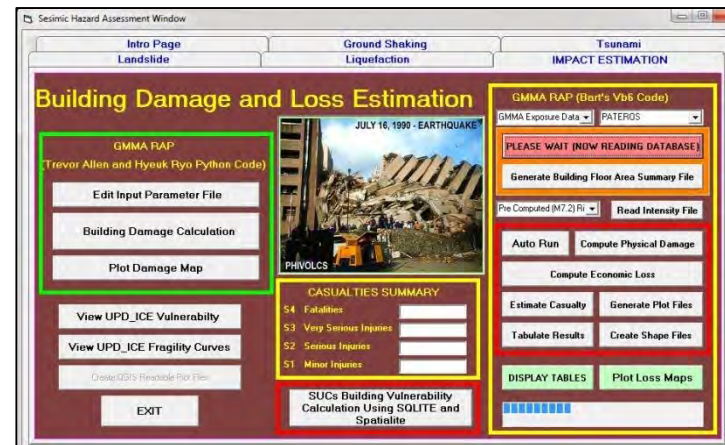 Sesimic Hazard Assessment Window
Intro Page
Ground Shaking
Tsunami
Landslide
Liquefaction
IMPACT ESTIMATION
Building Damage and Loss Estimation
GMMA RAP
(Trevor Allen and Hyeuk Ryo Python Code)
Edit Input Parameter File
Building Damage Calculation
Plot Damage Map
View UPD_ICE Vulnerabilty
View UPD_ICE Fragility Curves
Create QGIS Readable Plot Files
EXIT
JULY 16, 1990 - EARTHQUAKE
PHIVOLCS
CASUALTIES SUMMARY
S4 Fatalities
S3 Very Serious Injuries
S2 Serious Injuries
S1 Minor Injuries
SUCs Building Vulnerability
Calculation Using SQLITE and
Spatialite
GMMA RAP (Bart's Vb6 Code)
GMMA Exposure Data
PATEROS
PLEASE WAIT (NOW READING DATABASE)
Generate Building Floor Area Summary File
Pre Computed (M7.2) Ri
Read Intensity File
Auto Run
Compute Physical Damage
Compute Economic Loss
Estimate Casualty
Generate Plot Files
Tabulate Results
Create Shape Files
DISPLAY TABLES
Plot Loss Maps